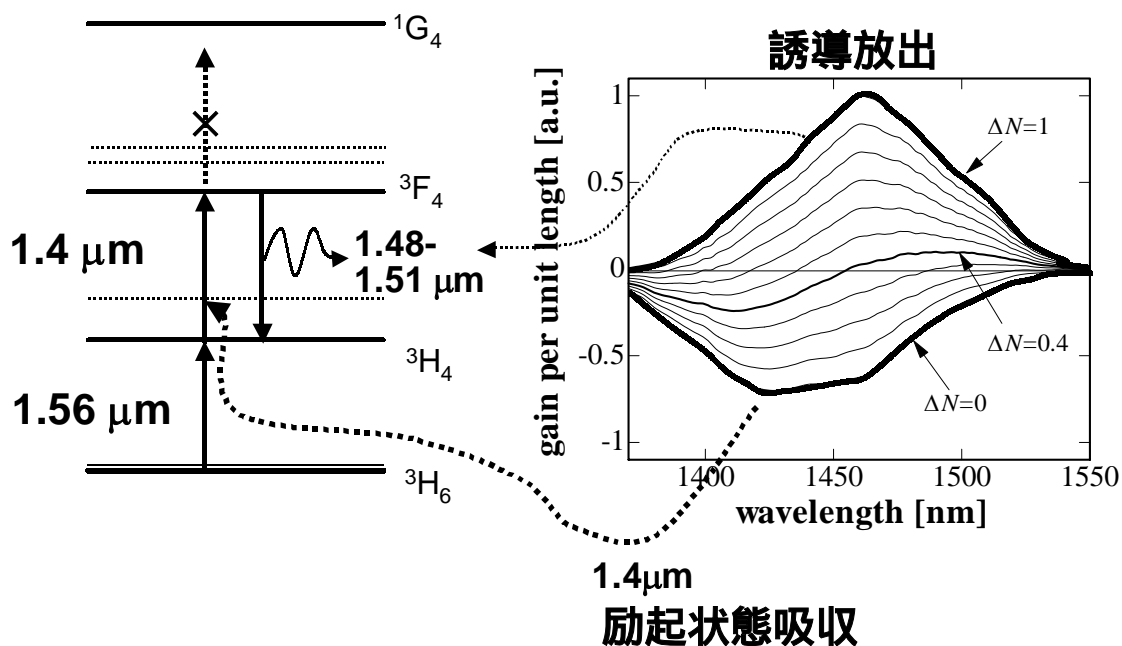 ¹G₄
³F₄
1.4 μm
1.48-
1.51 μm
³H₄
1.56 μm
³H₆
誘導放出
gain per unit length [a.u.]
1
0.5
0
-0.5
-1
ΔN=1
ΔN=0.4
ΔN=0
1400
1450
1500
1550
wavelength [nm]
1.4μm
励起状態吸収